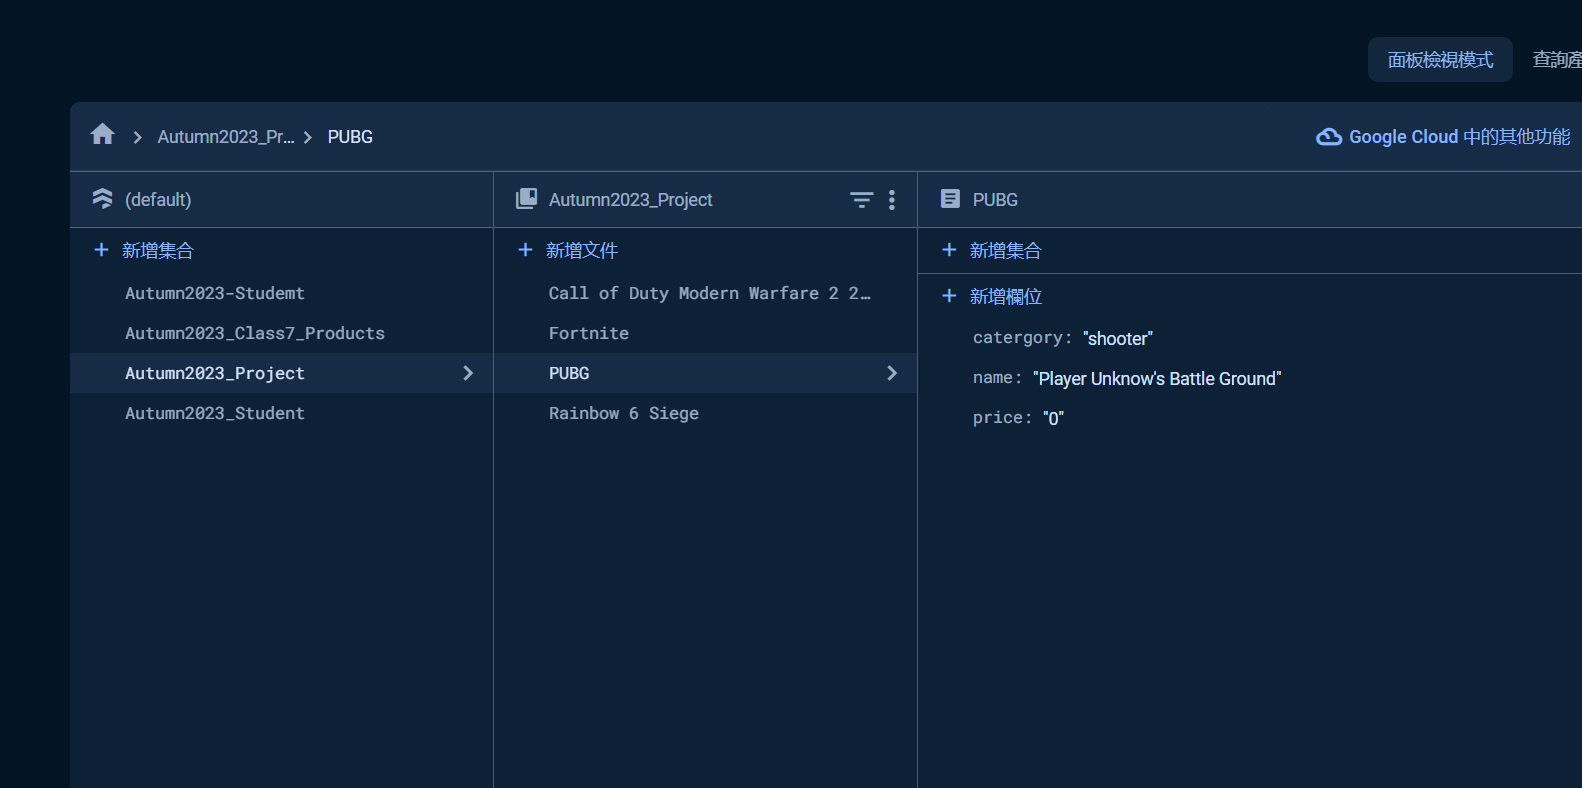 面板檢視模式 查詢產
Autumn2023_Pr... PUBG
Google Cloud 中的其他功能
(default)
新增集合
Autumn2023-Studemt
Autumn2023_Class7_Products
Autumn2023_Project
Autumn2023_Student
Autumn2023_Project
新增文件
Call of Duty Modern Warfare 2 2…
Fortnite
PUBG
Rainbow 6 Siege
PUBG
新增集合
新增欄位
catergory: "shooter"
name: "Player Unknow's Battle Ground"
price: "0"